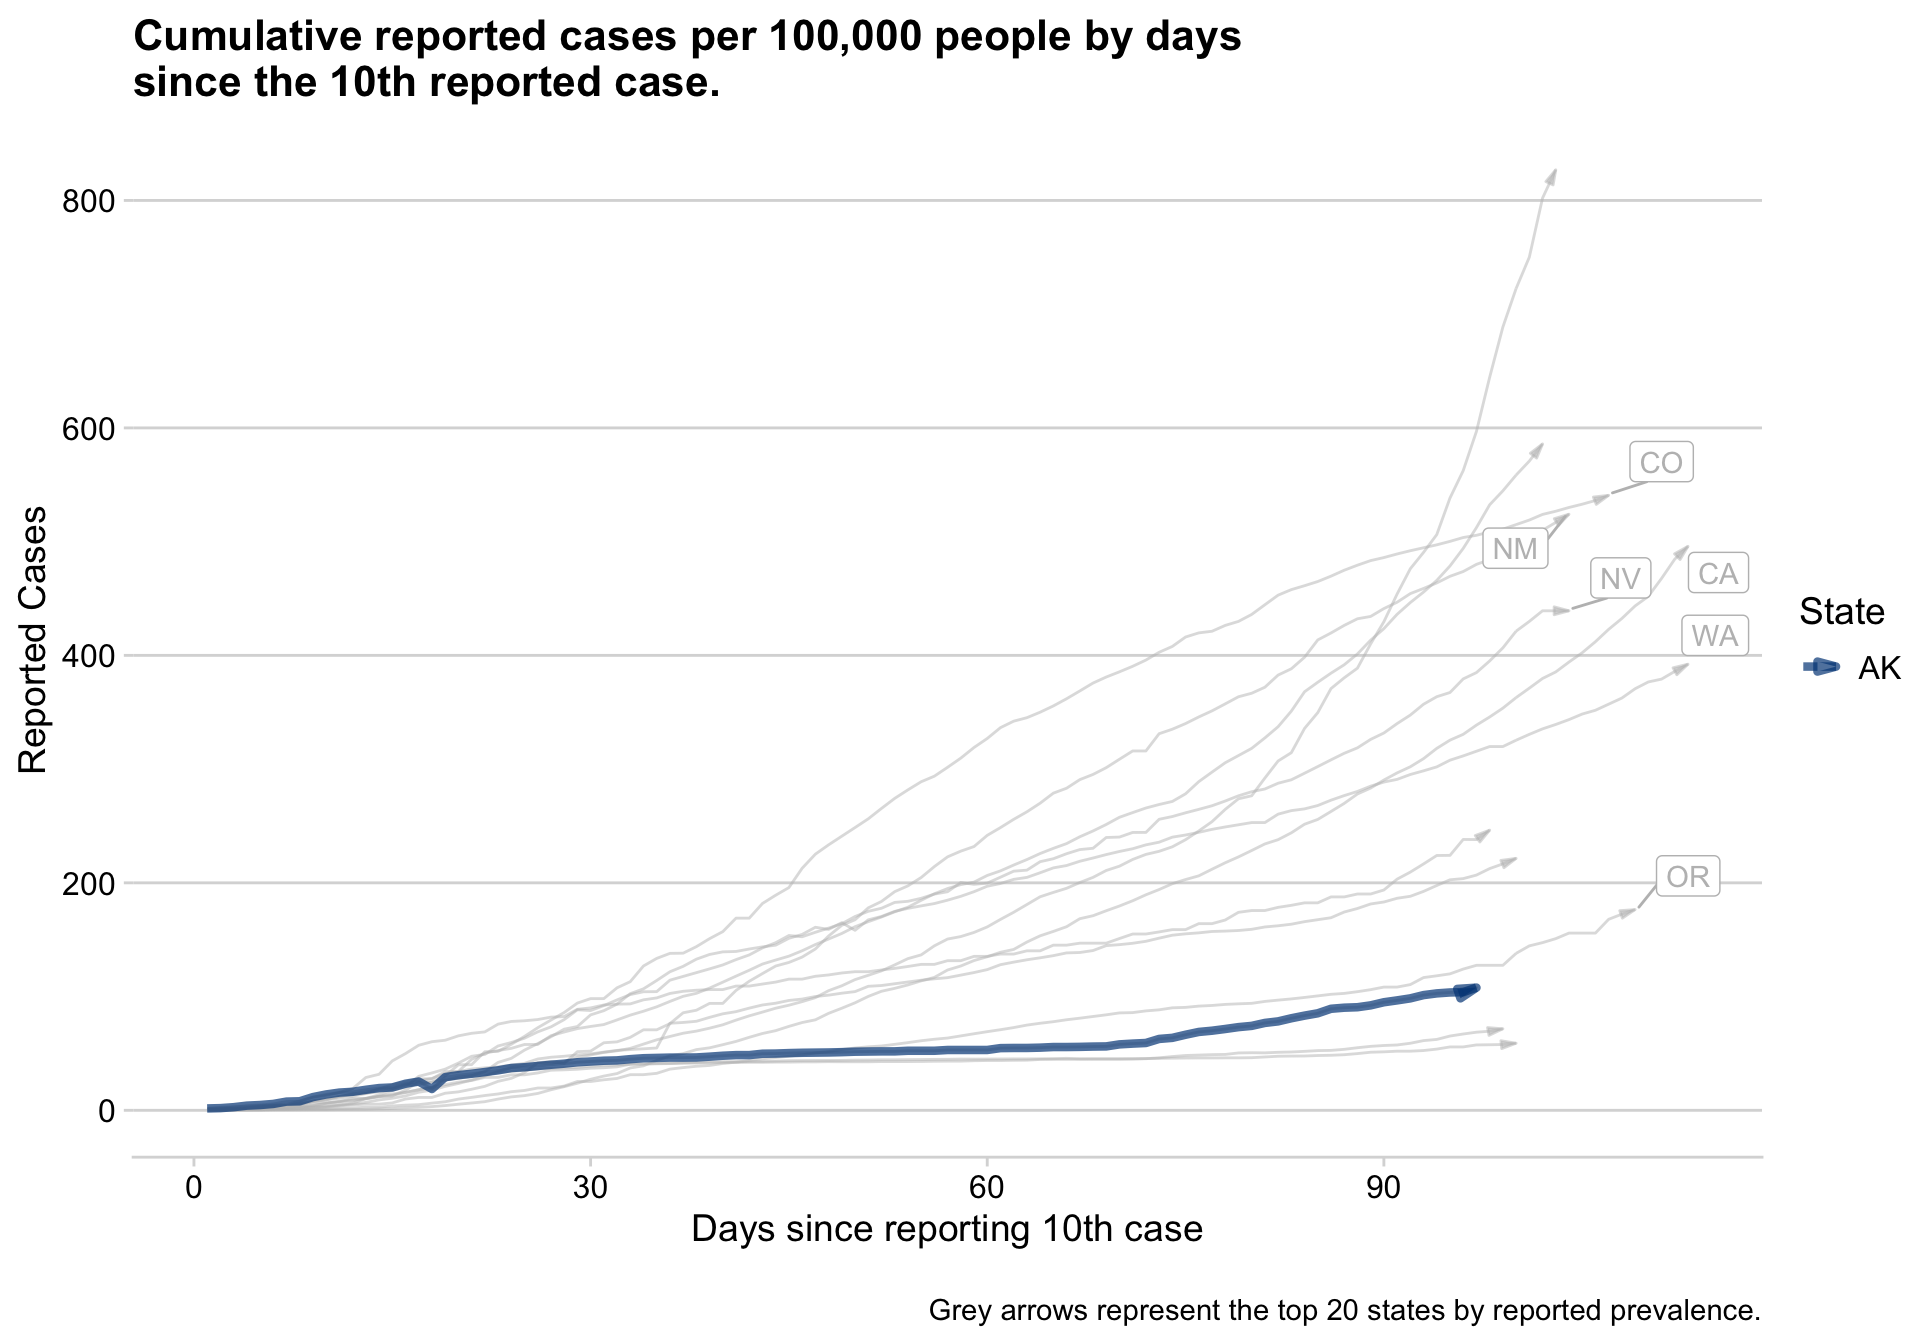 Cumulative reported cases per 100,000 people by days
since the 10th reported case.
800
600
400
200
0
Reported Cases
CO
NM
NV
CA
WA
OR
State
AK
0
30
60
90
Days since reporting 10th case
Grey arrows represent the top 20 states by reported prevalence.